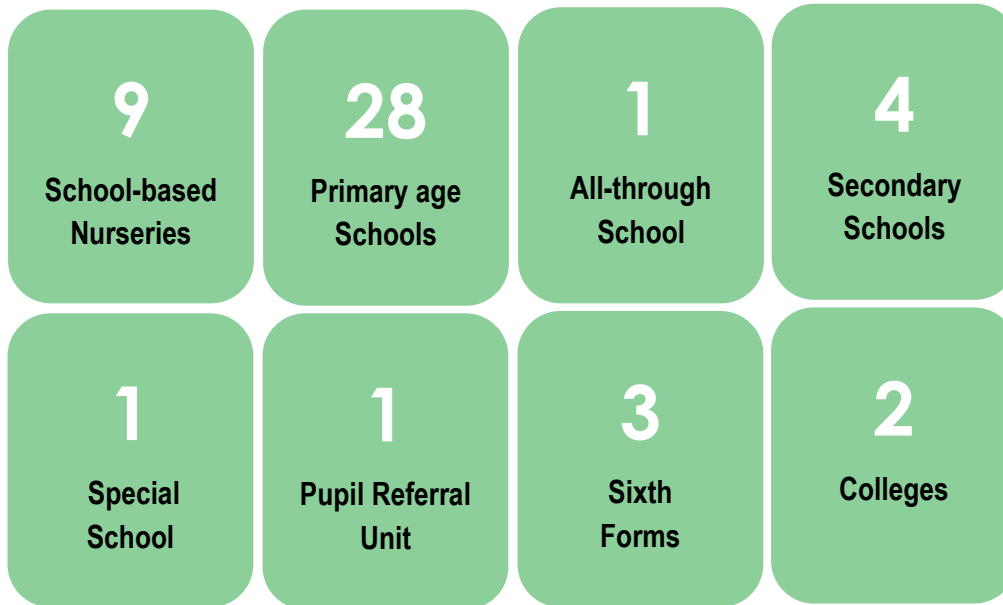 9
School-based
Nurseries
28
Primary age
Schools
1
All-through
School
4
Secondary
Schools
1
Special
School
1
Pupil Referral
Unit
3
Sixth
Forms
2
Colleges